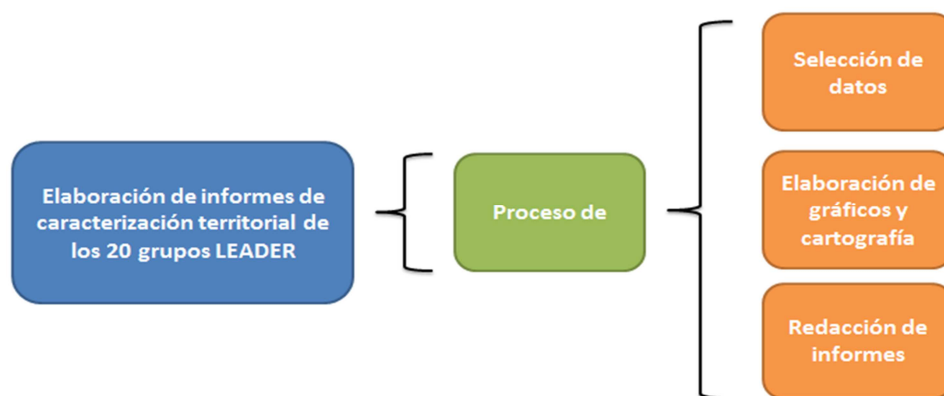 Elaboración de informes de
caracterización territorial de
los 20 grupos LEADER
Proceso de
Selección de
datos
Elaboración de
gráficos y
cartografía
Redacción de
informes